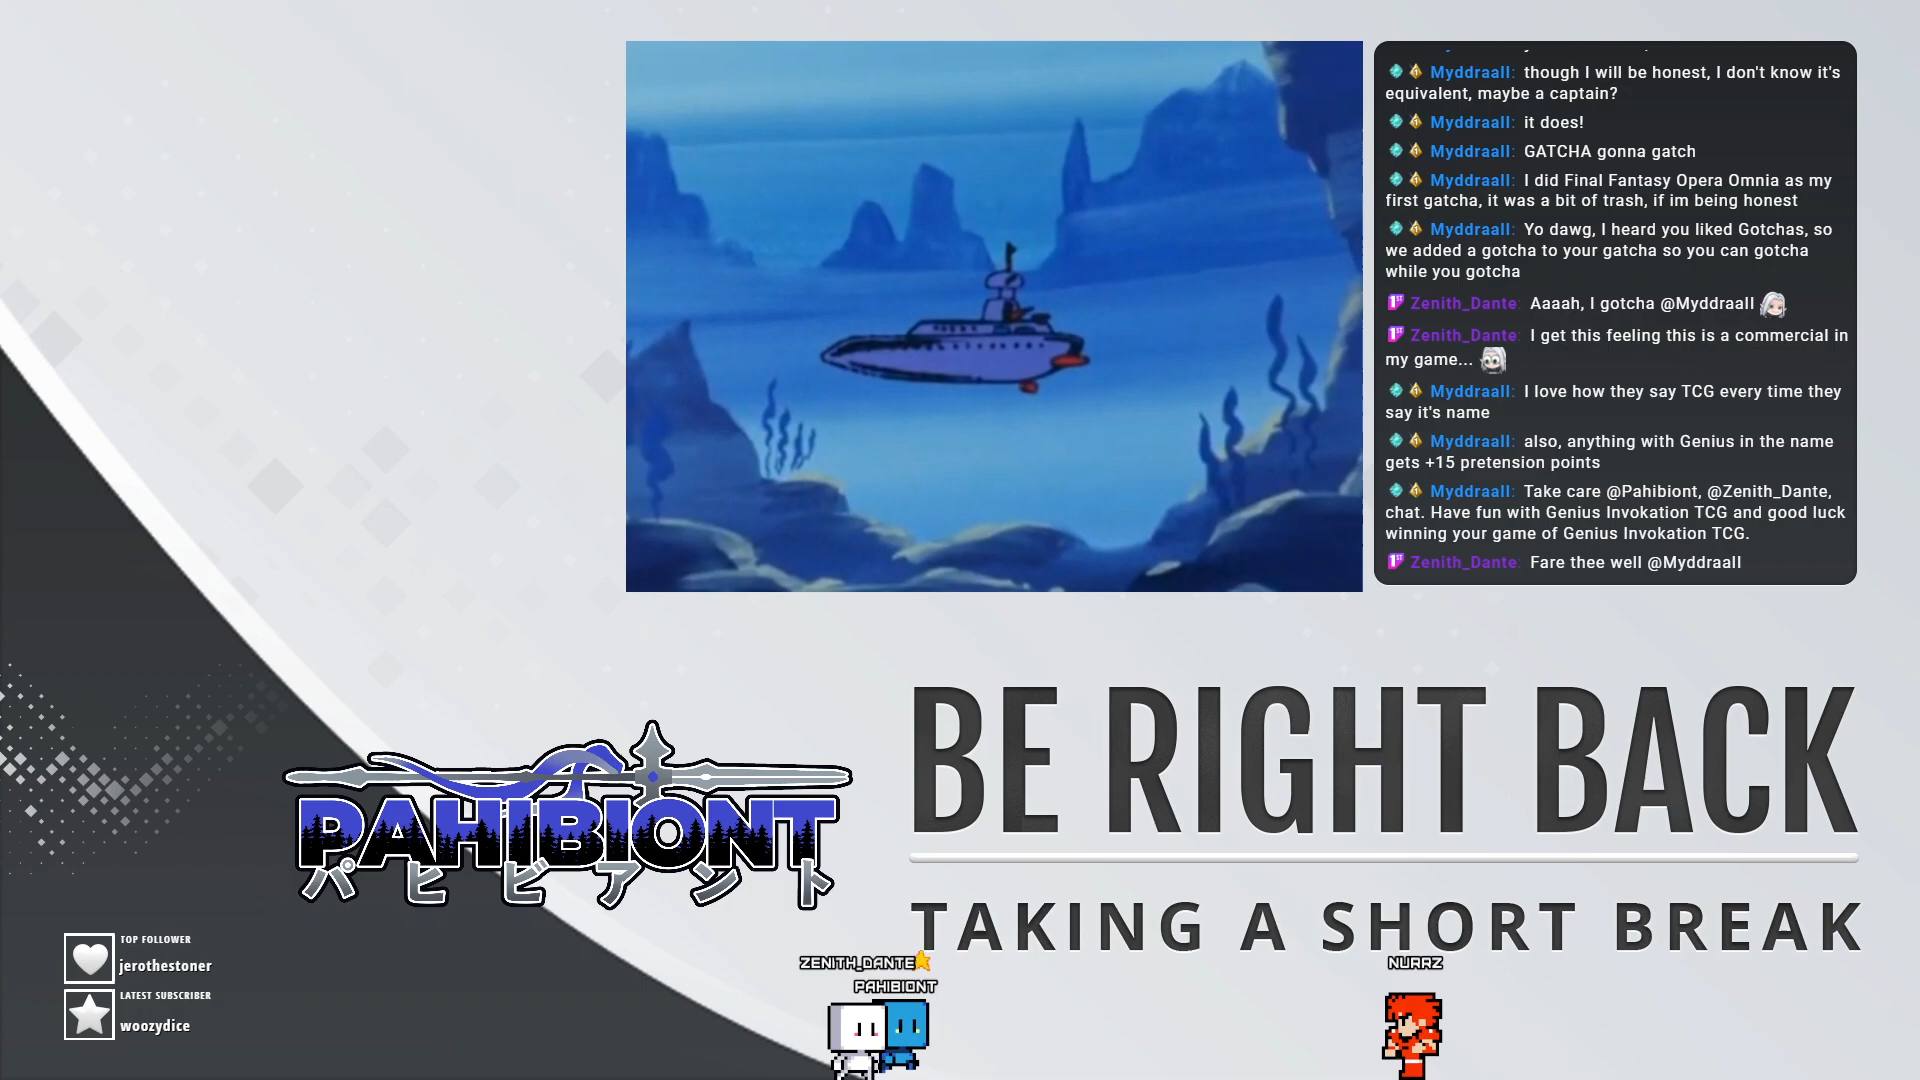 Myddraall: though I will be honest, I don't know it's
equivalent, maybe a captain?
Myddraall: it does!
Myddraall: GATCHA gonna gatch
Myddraall: I did Final Fantasy Opera Omnia as my
first gatcha, it was a bit of trash, if im being honest
Myddraall: Yo dawg, I heard you liked Gotchas, so
we added a gotcha to your gatcha so you can gotcha
while you gotcha
Zenith_Dante: Aaaah, I gotcha @Myddraall
Zenith_Dante: I get this feeling this is a commercial in
my game...
Myddraall: I love how they say TCG every time they
say it's name
Myddraall: also, anything with Genius in the name
gets +15 pretension points
Myddraall: Take care @Pahibiont, @Zenith_Dante,
chat. Have fun with Genius Invokation TCG and good luck
winning your game of Genius Invokation TCG.
Zenith_Dante: Fare thee well @Myddraall
BE RIGHT BACK
TAKING A SHORT BREAK
PAHIBIONT
パヒビアント
TOP FOLLOWER
jerothestoner
LATEST SUBSCRIBER
woozydice
ZENITH_DANTE
PAHIBIONT
NURRZ